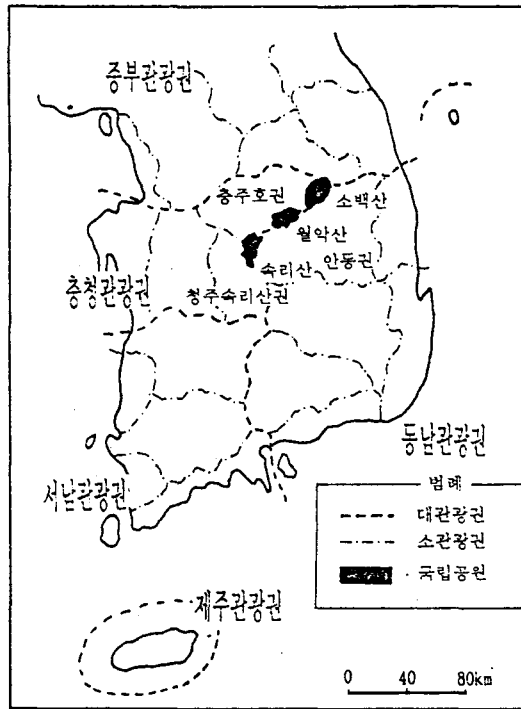 중부관광권
충주호권
소백산
월악산
속리산
안동권
청주속리산권
충청관광권
동남관광권
서남관광권
제주관광권
범례
대관광권
소관광권
국립공원
0 40 80km